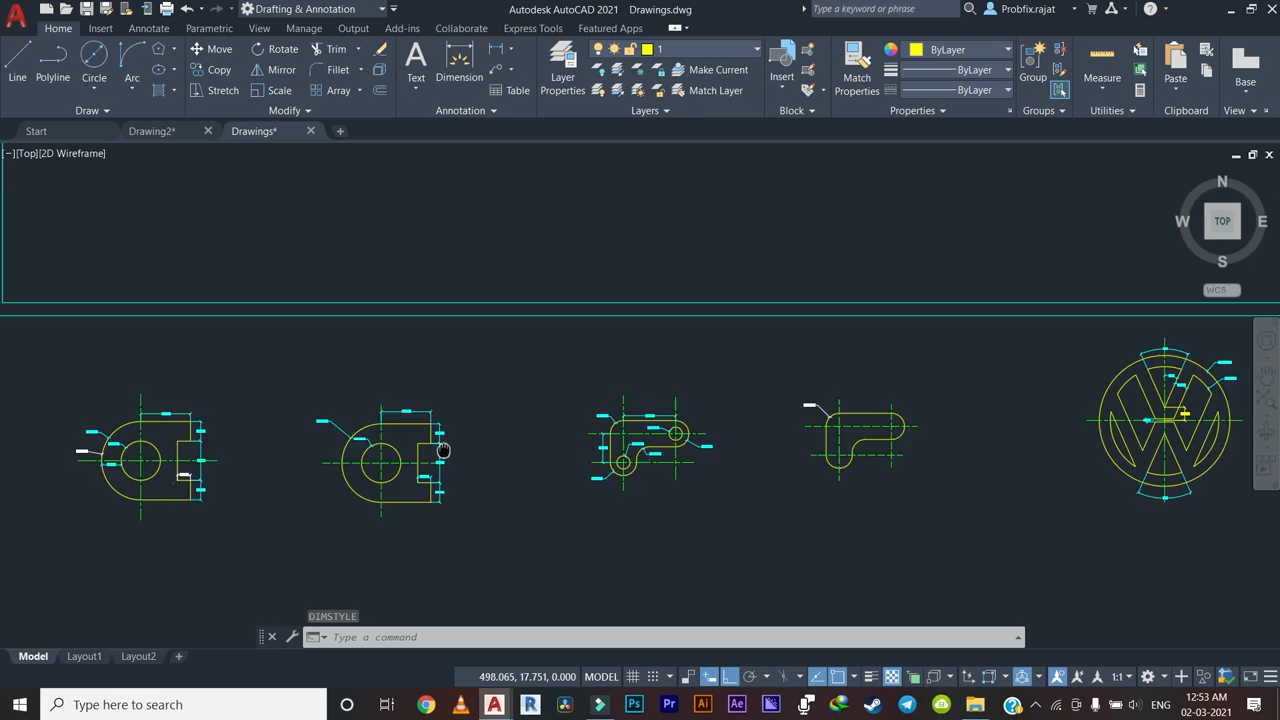 Drafting & Annotation
Autodesk AutoCAD 2021 Drawings.dwg
Type a keyword or phrase
Probfix.rajat
Home Insert Annotate Parametric View Manage Output Add-ins Collaborate Express Tools Featured Apps
Line Polyline Circle Arc
Move Rotate Trim
Copy Mirror Fillet
Stretch Scale Array
Text Dimension Table
Layer Properties
1
Make Current
Match Layer
Insert
Match Properties
ByLayer
ByLayer
ByLayer
Group
Measure
Paste
Base
Draw Modify Annotation Layers Block Properties Groups Utilities Clipboard View
Start Drawing2* Drawings*
[−][Top][2D Wireframe]
N
W TOP E
S
WCS
DIMSTYLE
Type a command
Model Layout1 Layout2
498.065, 17.751, 0.000 MODEL 1:1
Type here to search
ENG
12:53 AM
02-03-2021